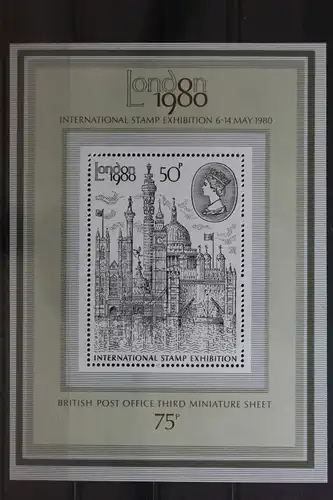 London
1980
INTERNATIONAL STAMP EXHIBITION 6-14 MAY 1980
London
1980
50P
INTERNATIONAL STAMP EXHIBITION
BRITISH POST OFFICE THIRD MINIATURE SHEET
75P